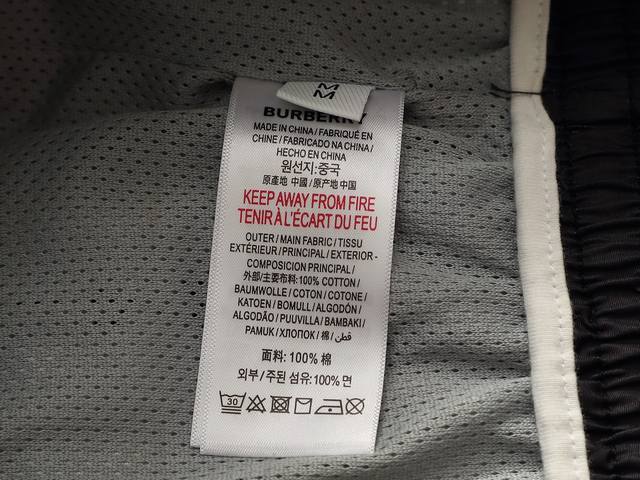 M
M
BURBERRY
MADE IN CHINA / FABRIQUÉ EN
CHINE / FABRICADO NA CHINA /
HECHO EN CHINA
원선지:중국
原產地 中國 / 原产地 中国
KEEP AWAY FROM FIRE
TENIR À L'ÉCART DU FEU
OUTER / MAIN FABRIC / TISSU
EXTÉRIEUR / PRINCIPAL / EXTERIOR -
COMPOSICION PRINCIPAL /
外部/主要布料: 100% COTTON /
BAUMWOLLE / COTON / COTONE /
KATOEN / BOMULL / ALGODÓN /
ALGODÃO / PUUVILLA / BAMBAKI /
PAMUK / ХЛОПОК / 棉 / قطن
面料: 100% 棉
외부 / 주된 섬유: 100% 면
30